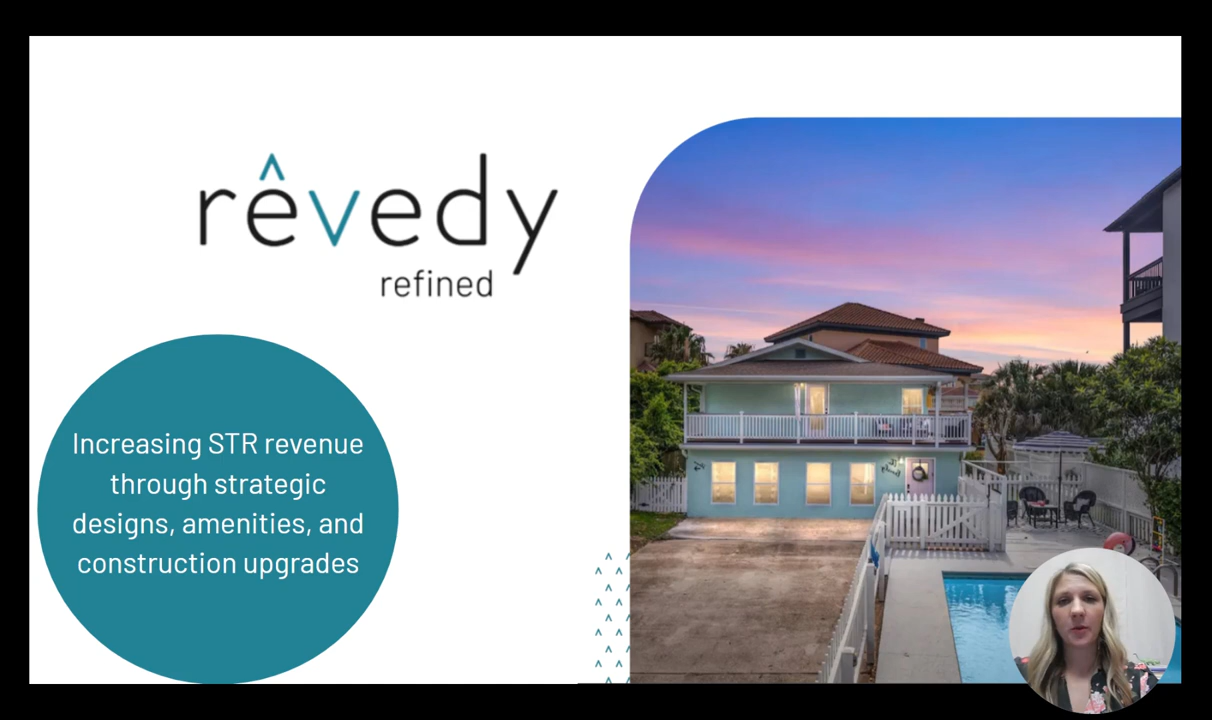 rêvedy
refined
Increasing STR revenue
through strategic
designs, amenities, and
construction upgrades